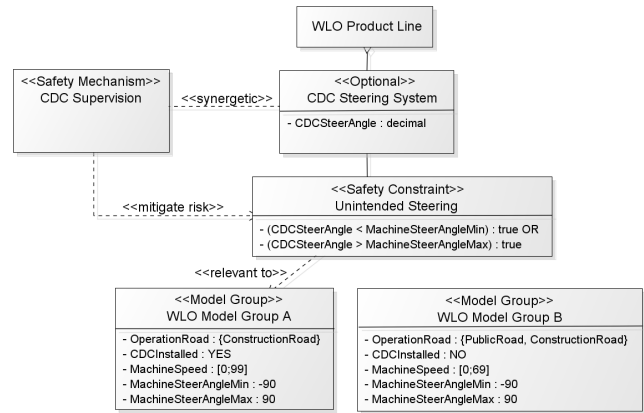 WLO Product Line
<<Safety Mechanism>>
CDC Supervision
<<synergetic>>
<<Optional>>
CDC Steering System
- CDCSteerAngle : decimal
<<mitigate risk>>
<<Safety Constraint>>
Unintended Steering
- (CDCSteerAngle < MachineSteerAngleMin) : true OR
- (CDCSteerAngle > MachineSteerAngleMax) : true
<<relevant to>>
<<Model Group>>
WLO Model Group A
- OperationRoad : {ConstructionRoad}
- CDCInstalled : YES
- MachineSpeed : [0;99]
- MachineSteerAngleMin : -90
- MachineSteerAngleMax : 90
<<Model Group>>
WLO Model Group B
- OperationRoad : {PublicRoad, ConstructionRoad}
- CDCInstalled : NO
- MachineSpeed : [0;69]
- MachineSteerAngleMin : -90
- MachineSteerAngleMax : 90